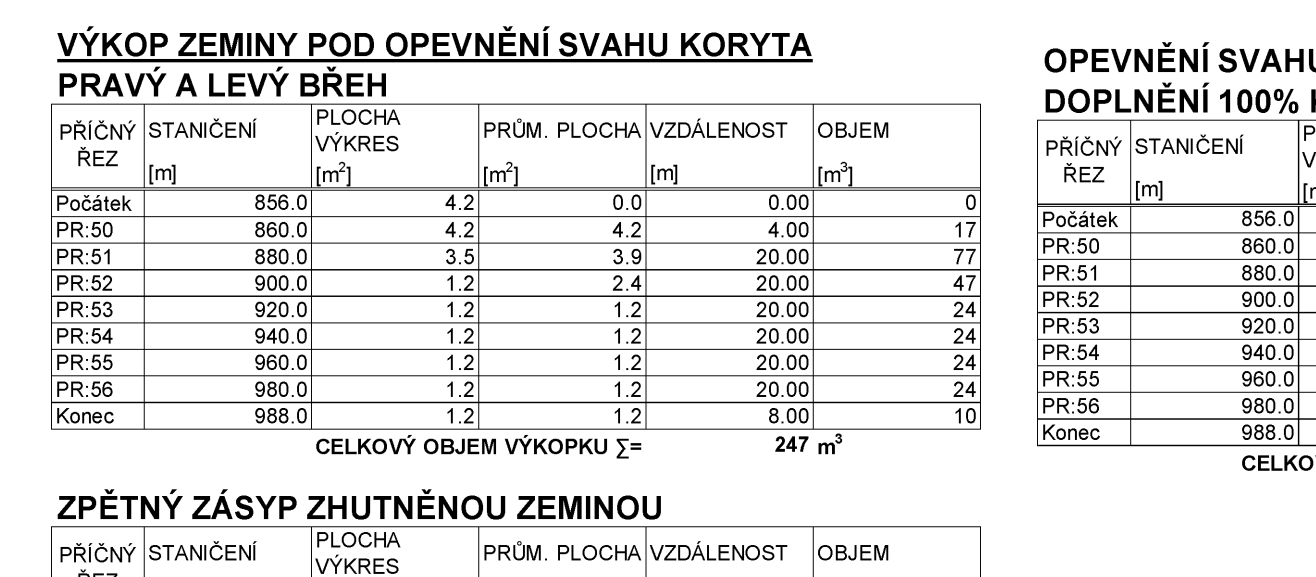 VÝKOP ZEMINY POD OPEVNĚNÍ SVAHU KORYTA
PRAVÝ A LEVÝ BŘEH
PŘÍČNÝ ŘEZ STANIČENÍ [m] PLOCHA VÝKRES [m²] PRŮM. PLOCHA [m²] VZDÁLENOST [m] OBJEM [m³]
Počátek 856.0 4.2 0.0 0.00 0
PR:50 860.0 4.2 4.2 4.00 17
PR:51 880.0 3.5 3.9 20.00 77
PR:52 900.0 1.2 2.4 20.00 47
PR:53 920.0 1.2 1.2 20.00 24
PR:54 940.0 1.2 1.2 20.00 24
PR:55 960.0 1.2 1.2 20.00 24
PR:56 980.0 1.2 1.2 20.00 24
Konec 988.0 1.2 1.2 8.00 10
CELKOVÝ OBJEM VÝKOPKU ∑= 247 m³
ZPĚTNÝ ZÁSYP ZHUTNĚNOU ZEMINOU
PŘÍČNÝ ŘEZ STANIČENÍ PLOCHA VÝKRES PRŮM. PLOCHA VZDÁLENOST OBJEM
OPEVNĚNÍ SVAHU
DOPLNĚNÍ 100%
PŘÍČNÝ ŘEZ STANIČENÍ [m]
Počátek 856.0
PR:50 860.0
PR:51 880.0
PR:52 900.0
PR:53 920.0
PR:54 940.0
PR:55 960.0
PR:56 980.0
Konec 988.0